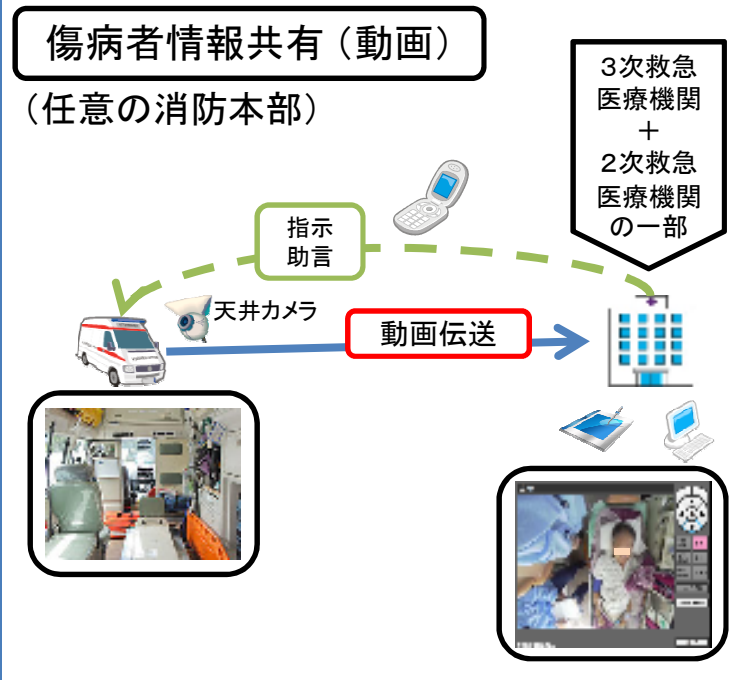 傷病者情報共有（動画）
（任意の消防本部）
３次救急
医療機関
＋
２次救急
医療機関
の一部
指示
助言
天井カメラ
動画伝送